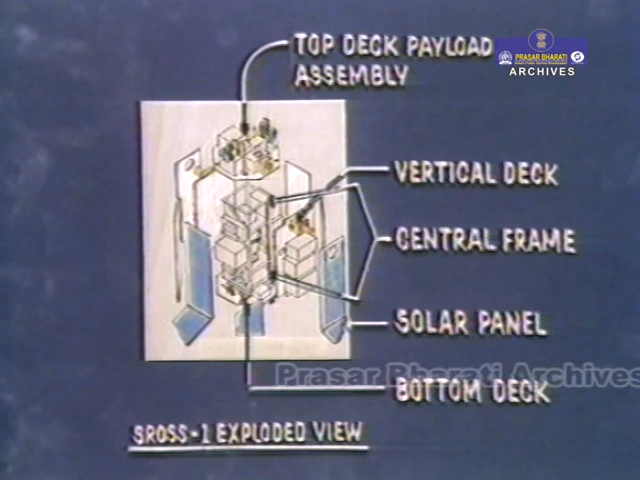 TOP DECK PAYLOAD
ASSEMBLY
PRASAR BHARATI
ARCHIVES
VERTICAL DECK
CENTRAL FRAME
SOLAR PANEL
Prasar Bharati Archives
BOTTOM DECK
SROSS-1 EXPLODED VIEW